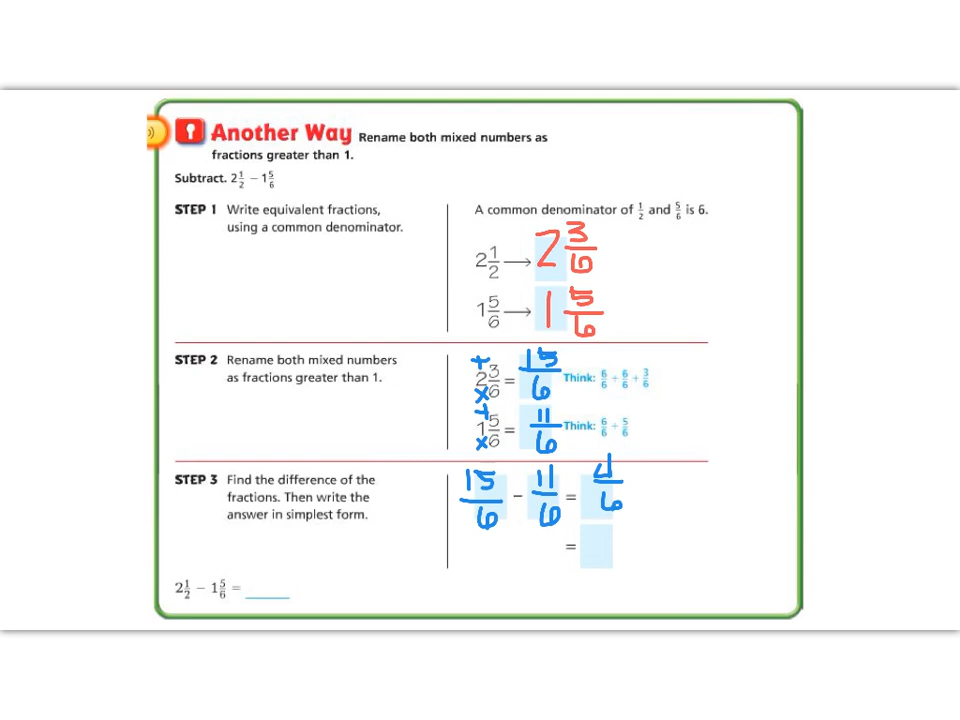 Another Way Rename both mixed numbers as
fractions greater than 1.
Subtract. 2 1/2 − 1 5/6
STEP 1 Write equivalent fractions,
using a common denominator.
A common denominator of 1/2 and 5/6 is 6.
2 1/2 → 2 3/6
1 5/6 → 1 5/6
STEP 2 Rename both mixed numbers
as fractions greater than 1.
+
2 3/6 = 15/6 Think: 6/6 + 6/6 + 3/6
x
+
1 5/6 = 11/6 Think: 6/6 + 5/6
x
STEP 3 Find the difference of the
fractions. Then write the
answer in simplest form.
15/6 − 11/6 = 4/6
=
2 1/2 − 1 5/6 = ______